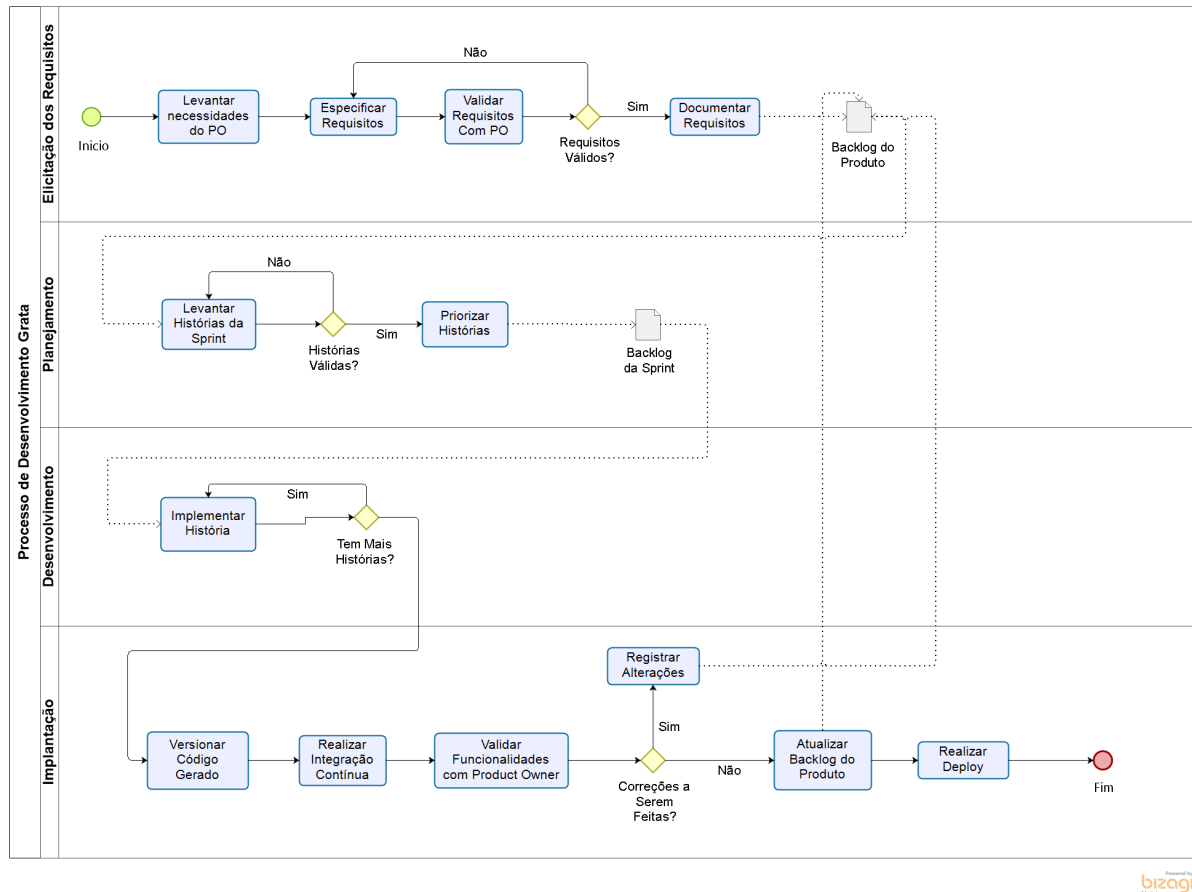 Processo de Desenvolvimento Grata
Elicitação dos Requisitos
Inicio
Levantar
necessidades
do PO
Especificar
Requisitos
Validar
Requisitos
Com PO
Não
Requisitos
Válidos?
Sim
Documentar
Requisitos
Backlog do
Produto
Planejamento
Levantar
Histórias da
Sprint
Não
Histórias
Válidas?
Sim
Priorizar
Histórias
Backlog
da Sprint
Desenvolvimento
Implementar
História
Sim
Tem Mais
Histórias?
Implantação
Versionar
Código
Gerado
Realizar
Integração
Contínua
Validar
Funcionalidades
com Product Owner
Correções a
Serem
Feitas?
Sim
Registrar
Alterações
Não
Atualizar
Backlog do
Produto
Realizar
Deploy
Fim
Powered by
bizagi